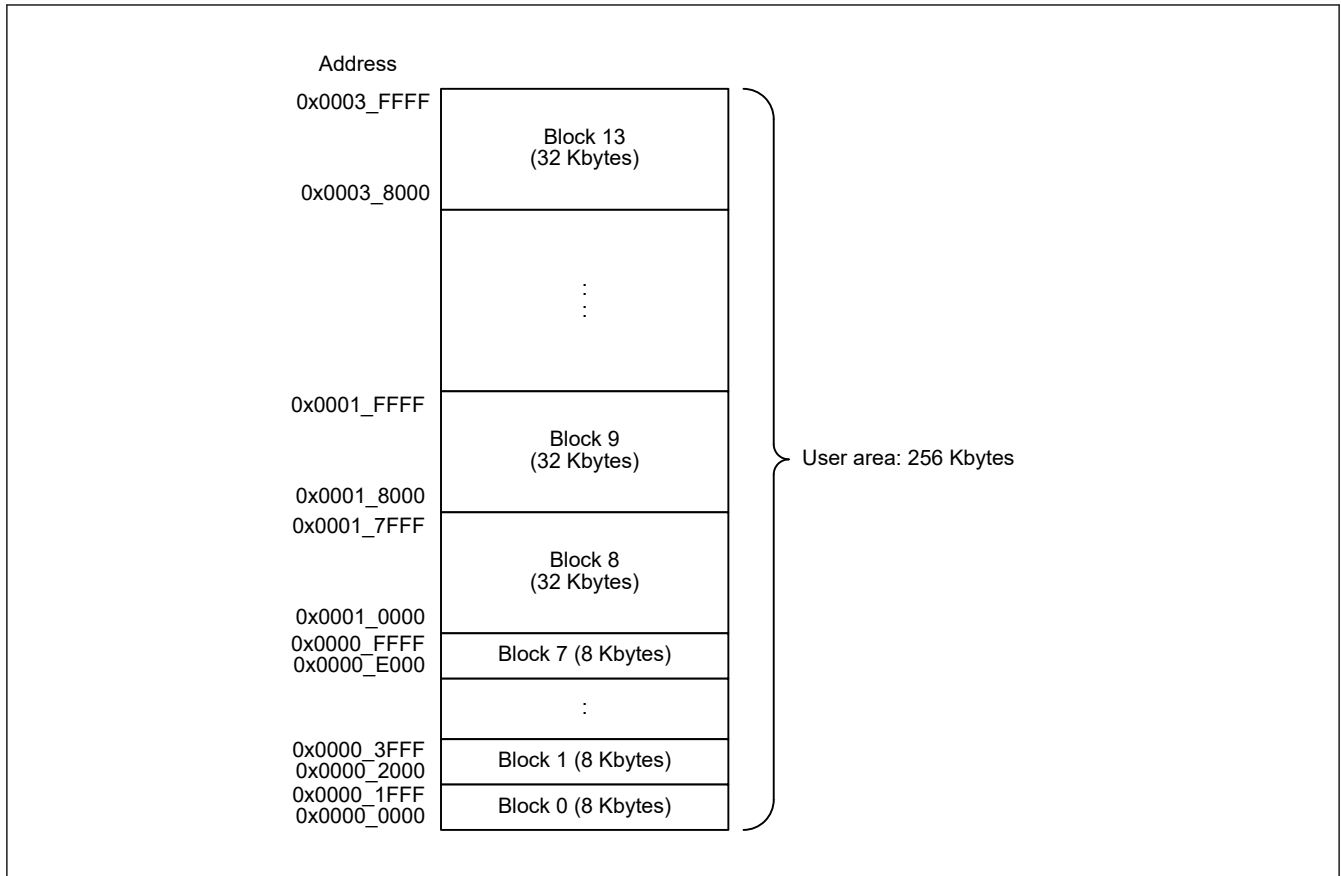 Address
0x0003_FFFF
Block 13
(32 Kbytes)
0x0003_8000
:
:
0x0001_FFFF
Block 9
(32 Kbytes)
User area: 256 Kbytes
0x0001_8000
0x0001_7FFF
Block 8
(32 Kbytes)
0x0001_0000
0x0000_FFFF
Block 7 (8 Kbytes)
0x0000_E000
:
0x0000_3FFF
Block 1 (8 Kbytes)
0x0000_2000
0x0000_1FFF
Block 0 (8 Kbytes)
0x0000_0000